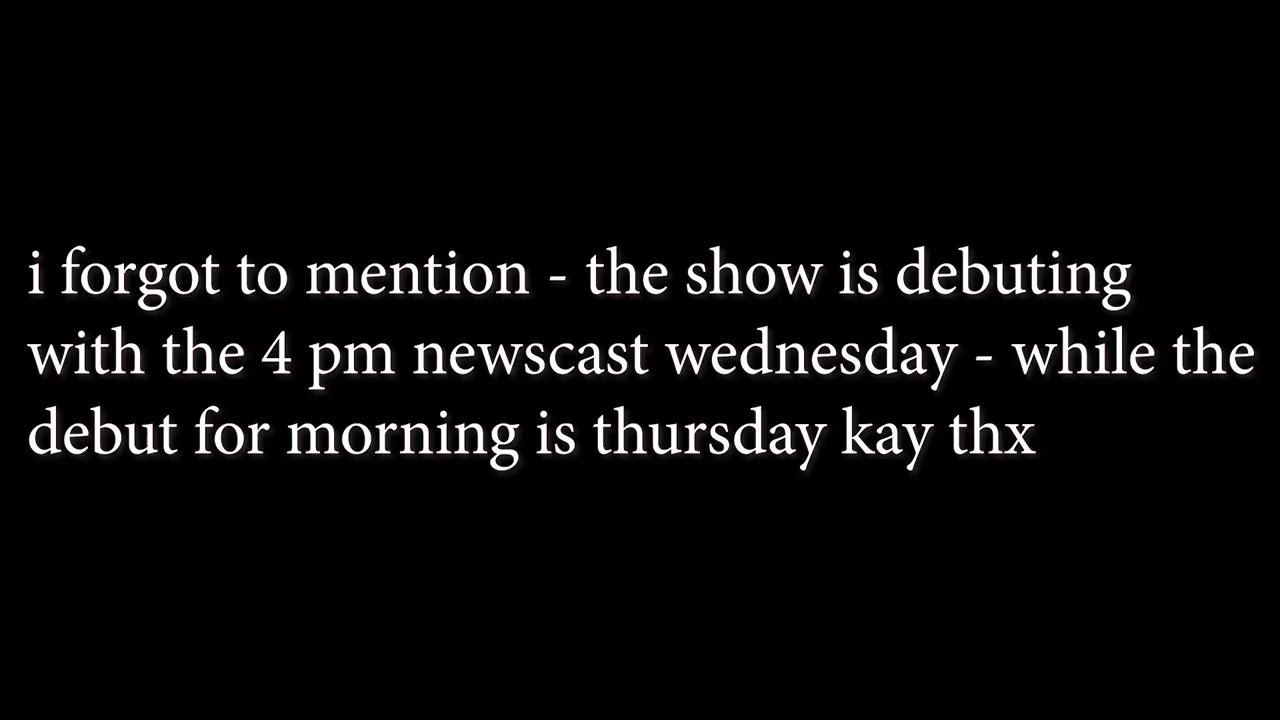 i forgot to mention - the show is debuting
with the 4 pm newscast wednesday - while the
debut for morning is thursday kay thx